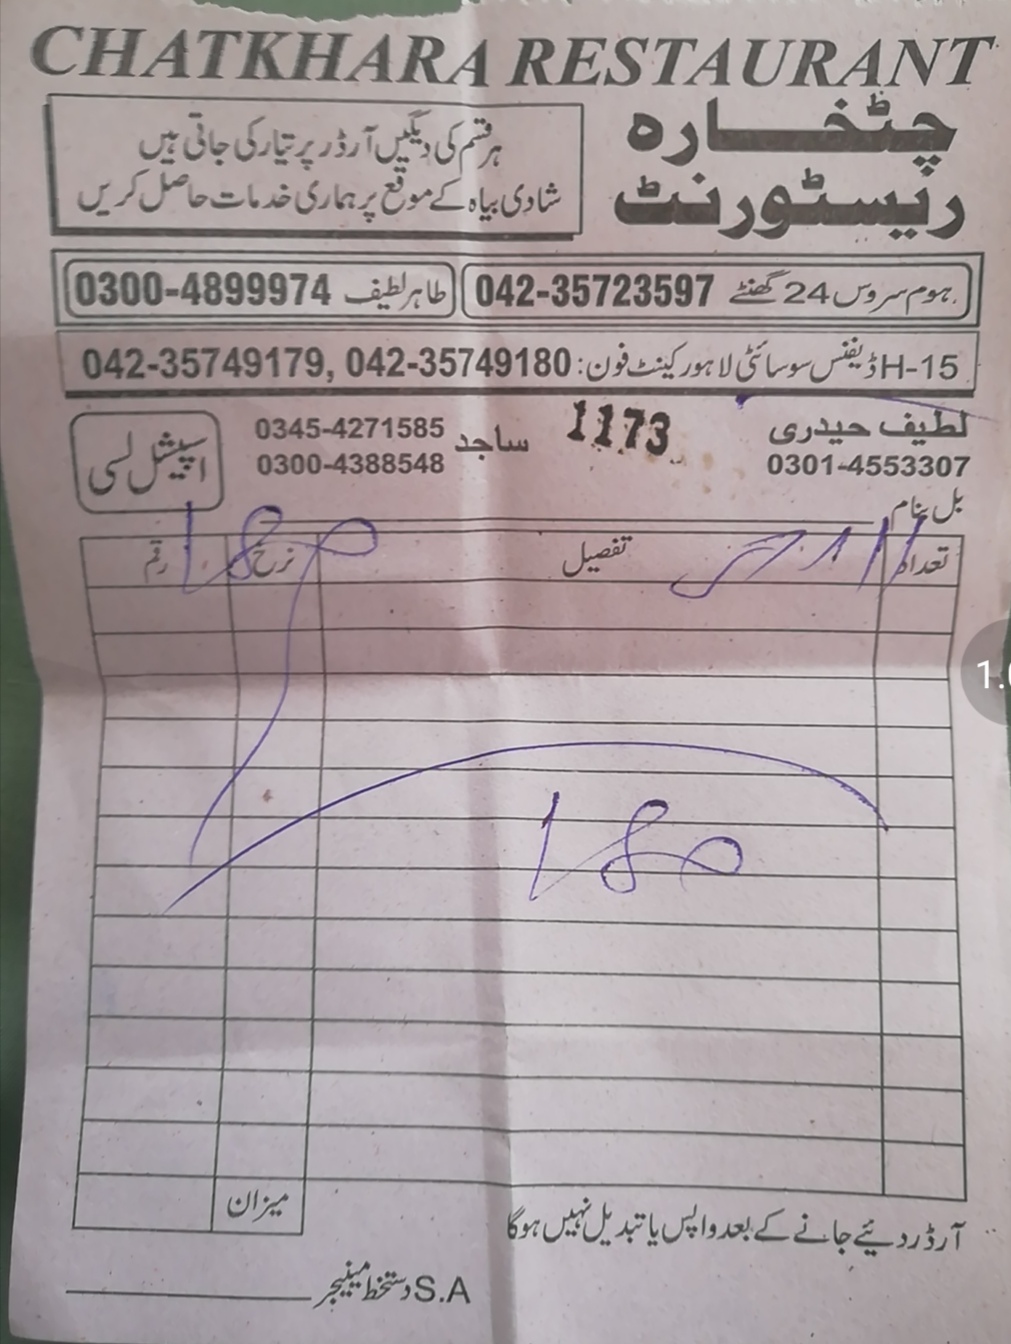 CHATKHARA RESTAURANT
چٹخارہ
ریسٹورنٹ
ہر قسم کی دیگیں آرڈر پر تیار کی جاتی ہیں
شادی بیاہ کے موقع پر ہماری خدمات حاصل کریں
ہوم سروس 24 گھنٹے 042-35723597
طاہر لطیف 0300-4899974
H-15 ڈیفنس سوسائٹی لاہور کینٹ فون: 042-35749179, 042-35749180
لطیف حیدری
0301-4553307
1173
ساجد 0345-4271585
0300-4388548
اسپیشل لسی
بل بنام
تعداد تفصیل نرخ رقم
180
180
میزان
آرڈر دیئے جانے کے بعد واپس یا تبدیل نہیں ہوگا
S.A دستخط مینیجر
1.0